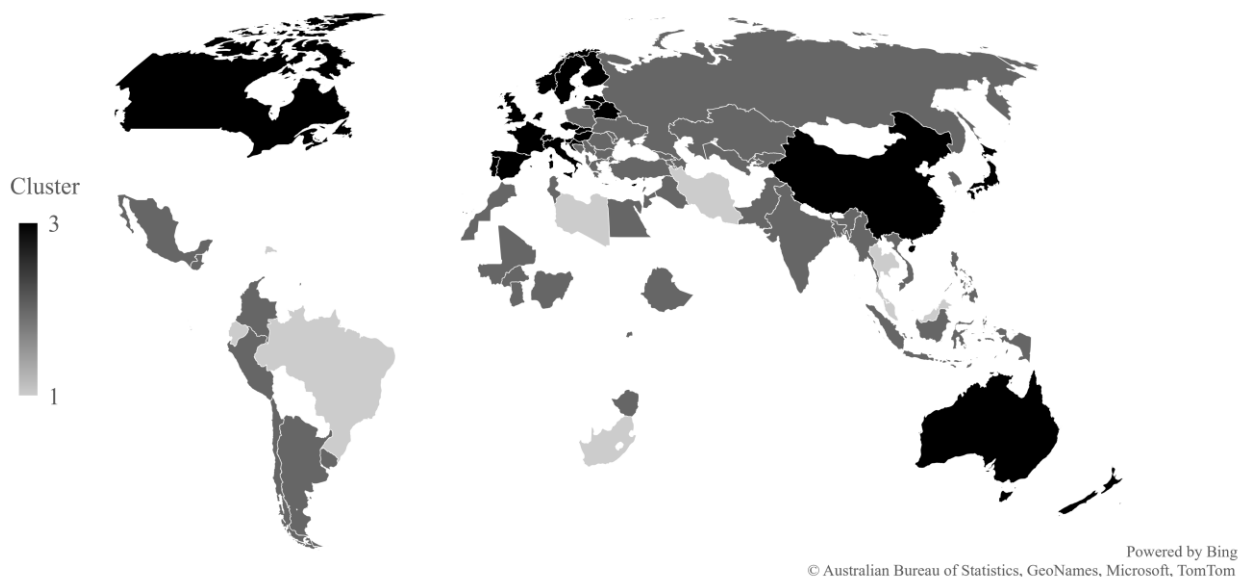 Cluster
3
1
Powered by Bing
© Australian Bureau of Statistics, GeoNames, Microsoft, TomTom